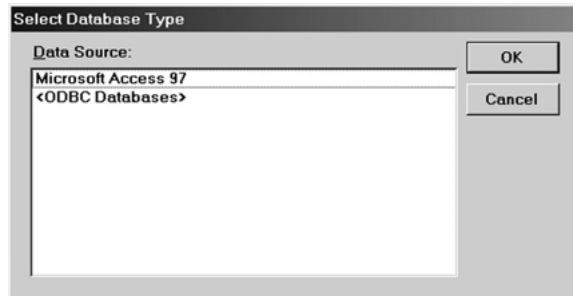 Select Database Type
Data Source:
OK
Microsoft Access 97
<ODBC Databases>
Cancel